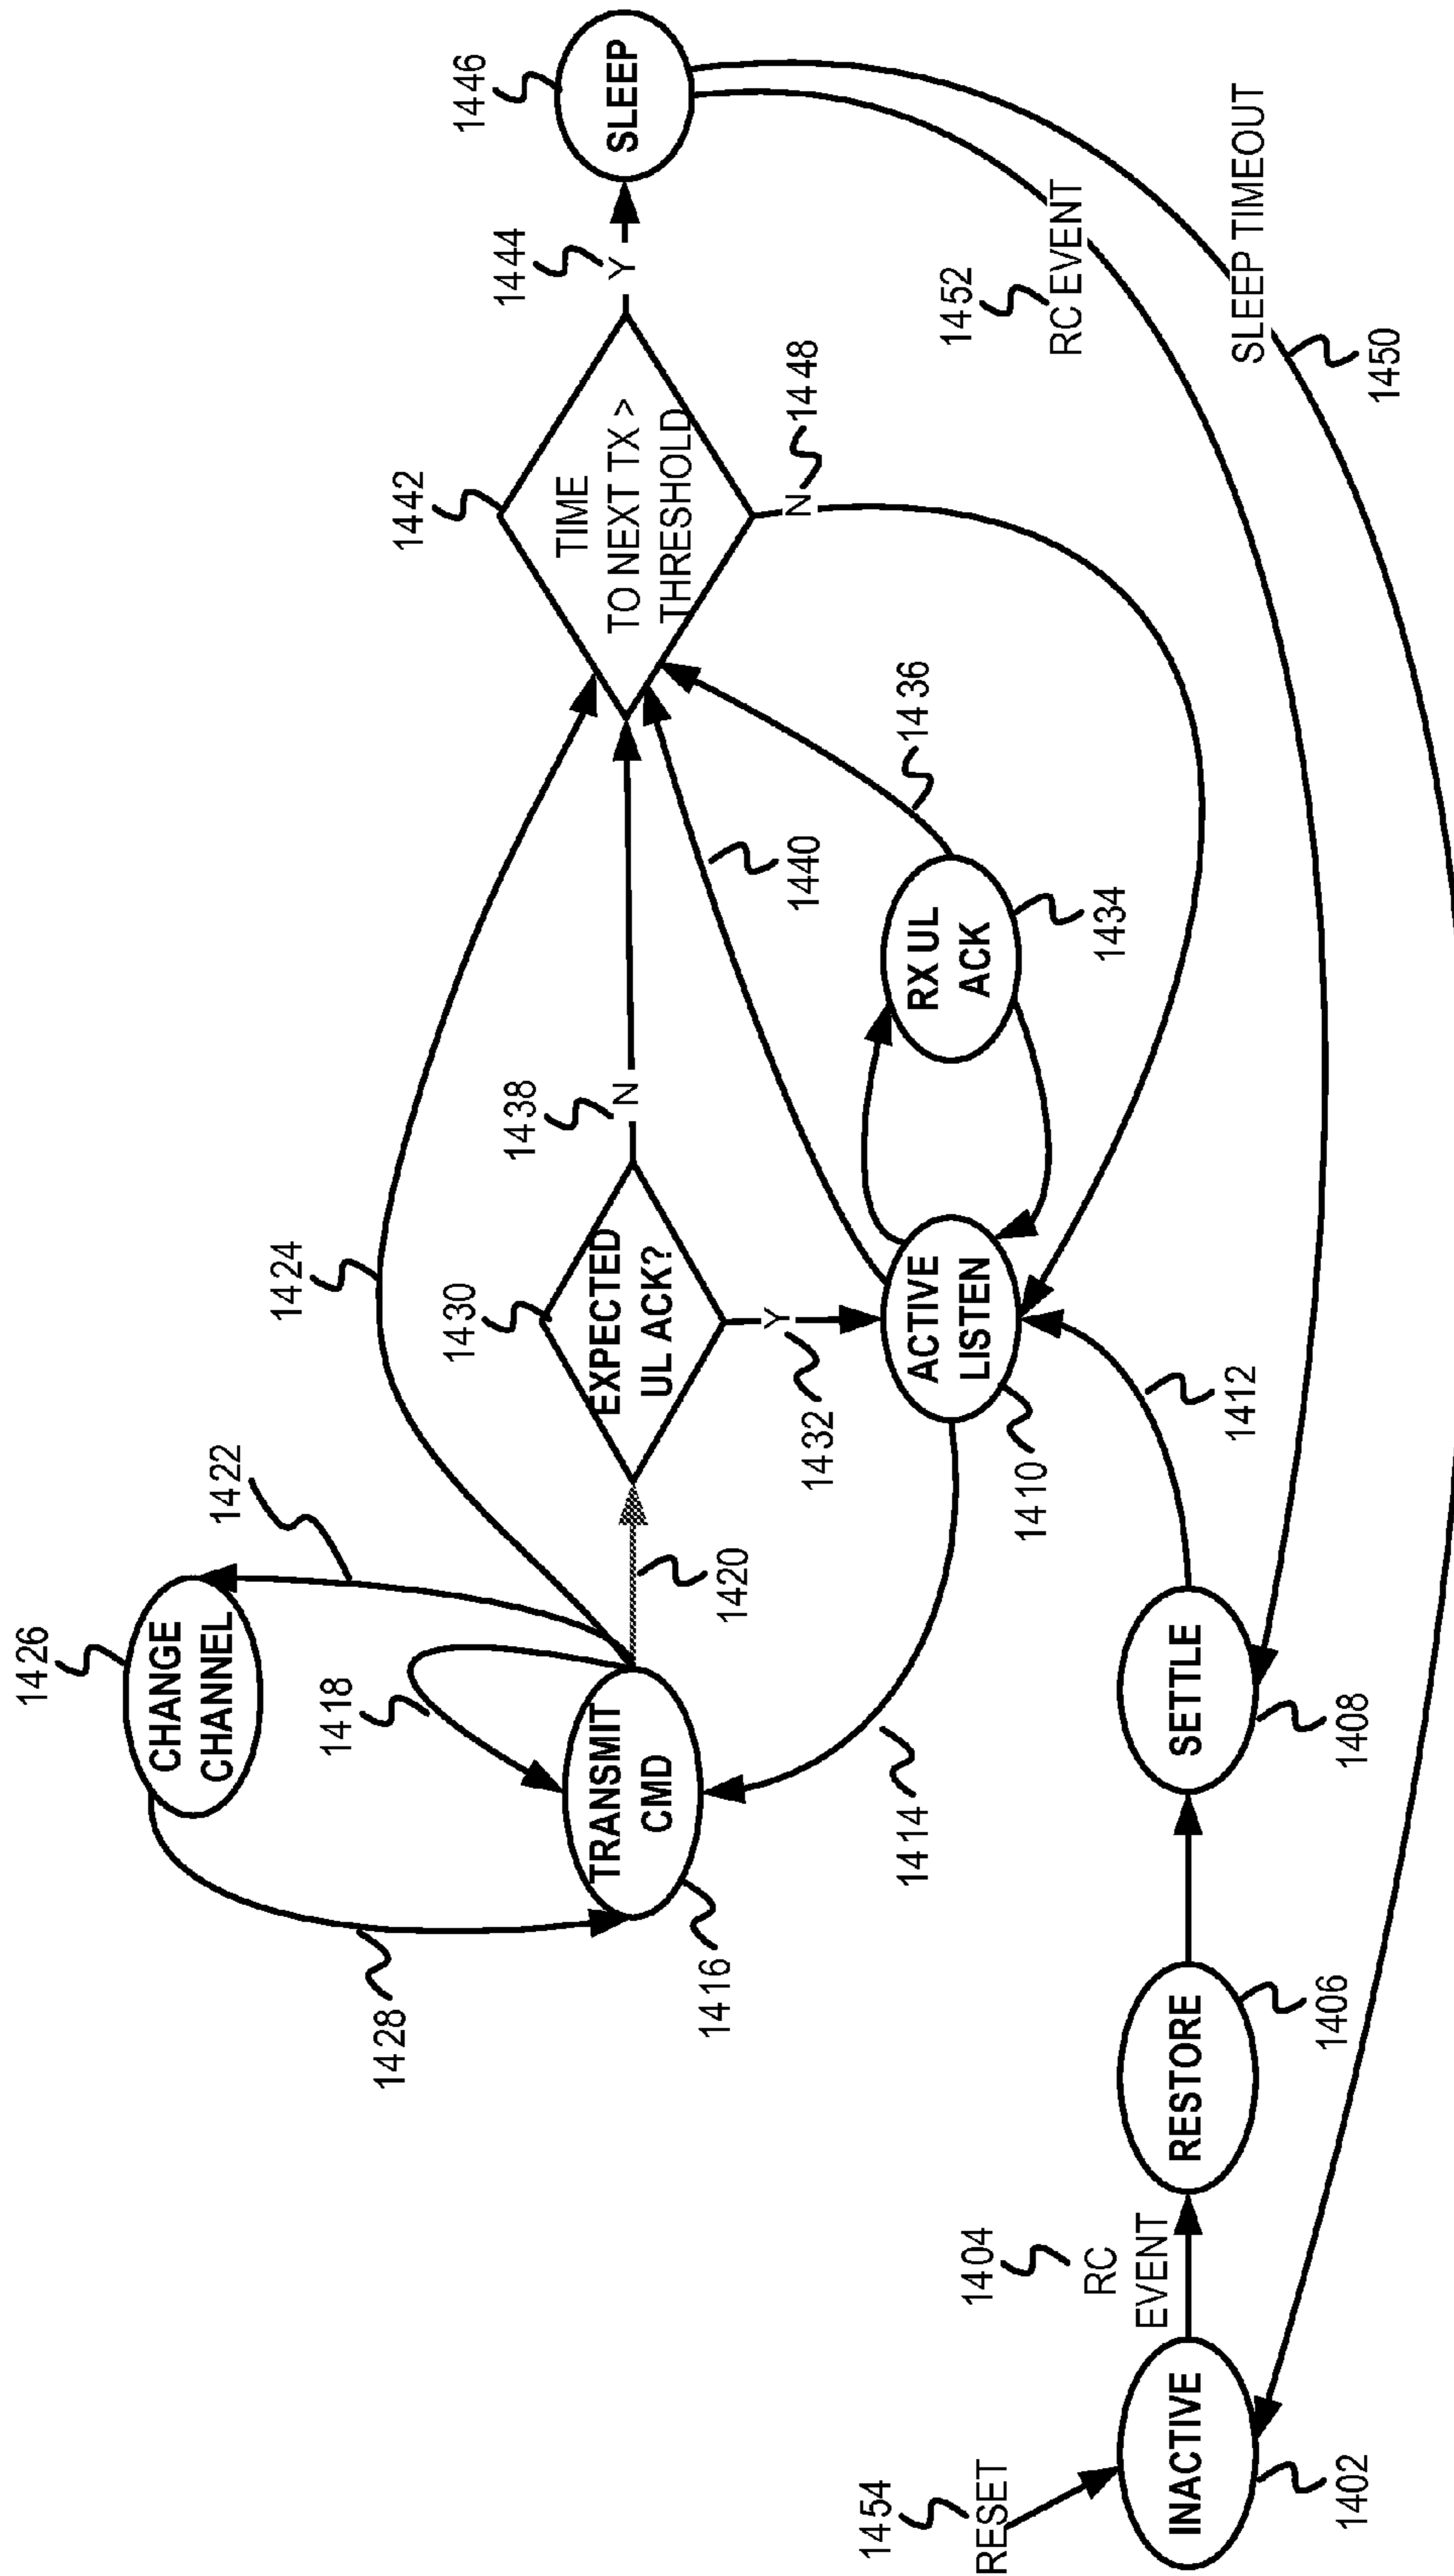 1426
CHANGE
CHANNEL
1422
1428
1418
1424
TRANSMIT
CMD
1416
1420
1430
EXPECTED
UL ACK?
1438
N
1432
Y
1442
TIME
TO NEXT TX >
THRESHOLD
1444
Y
1446
SLEEP
1448
N
1440
1436
RX UL
ACK
1434
ACTIVE
LISTEN
1410
1414
1412
1452
RC EVENT
SLEEP TIMEOUT
1450
1454
RESET
INACTIVE
1402
1404
RC
EVENT
RESTORE
1406
SETTLE
1408